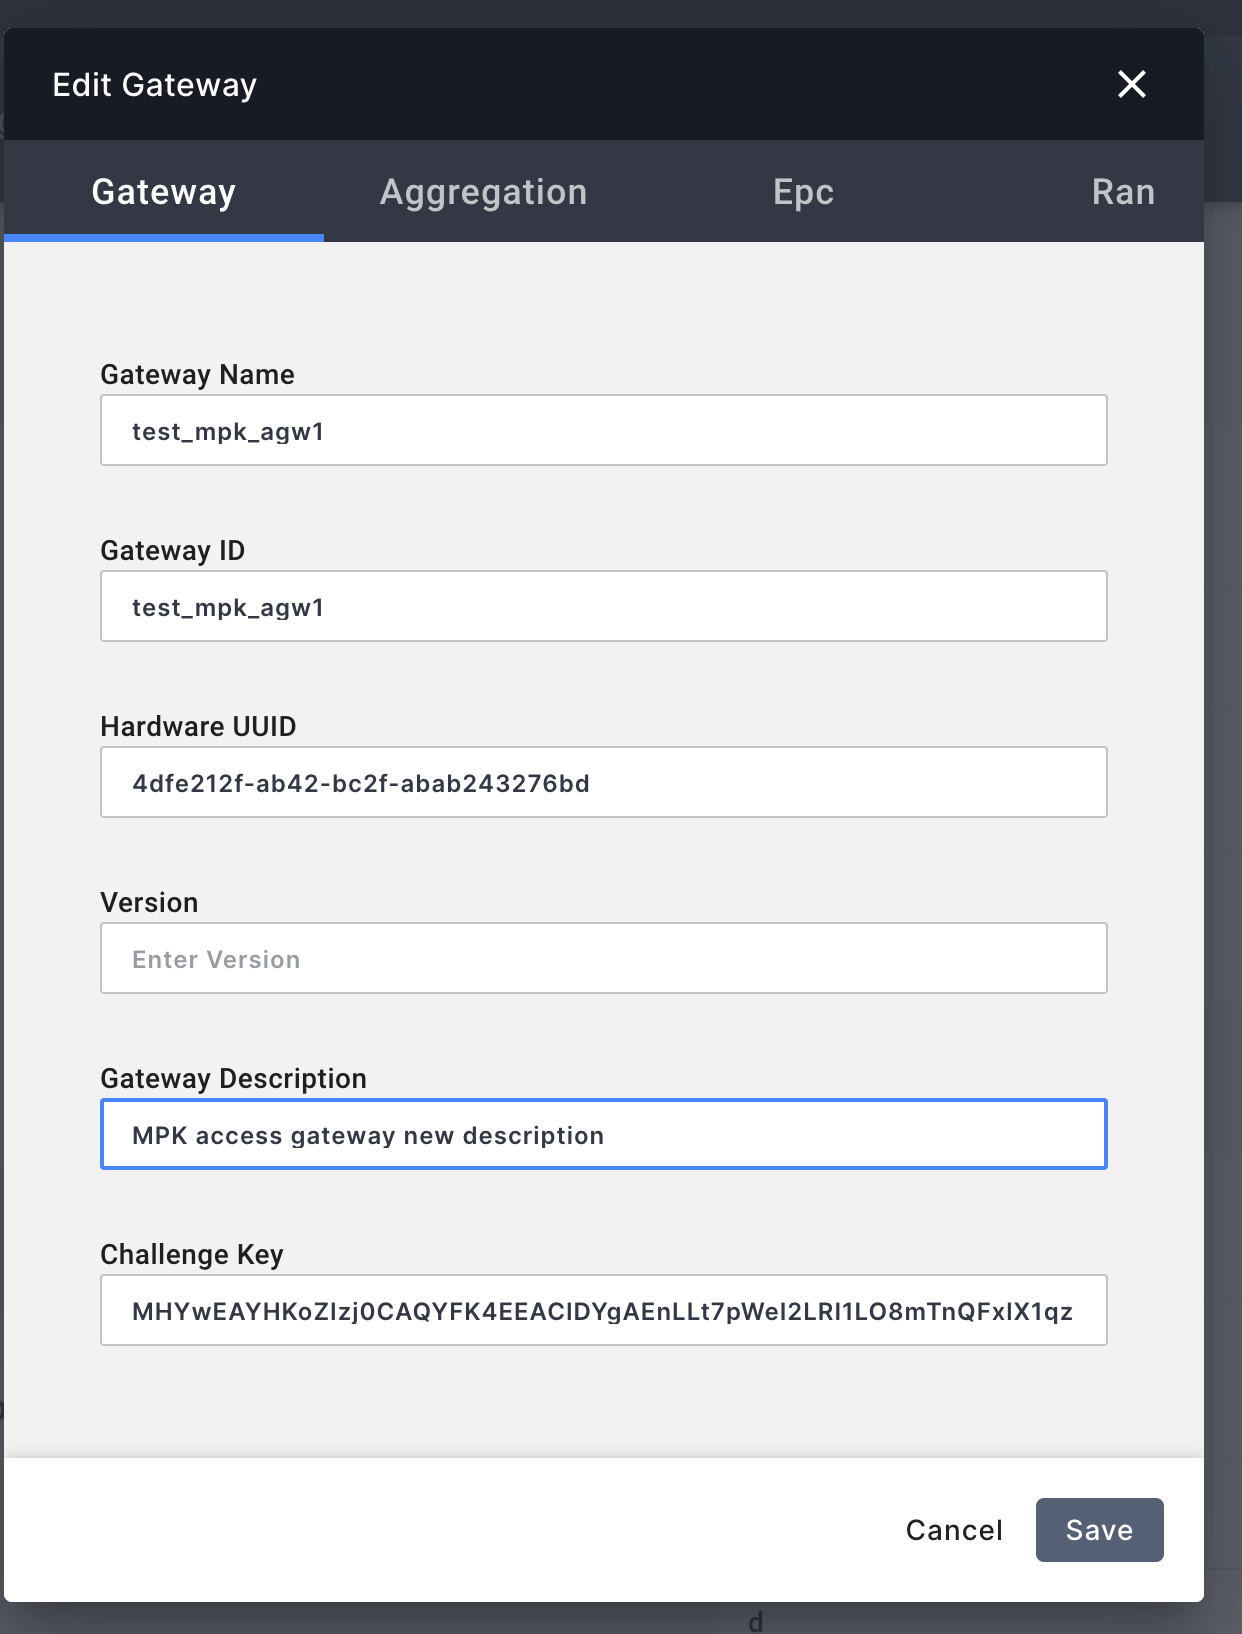 Edit Gateway
Gateway Aggregation Epc Ran
Gateway Name
test_mpk_agw1
Gateway ID
test_mpk_agw1
Hardware UUID
4dfe212f-ab42-bc2f-abab243276bd
Version
Enter Version
Gateway Description
MPK access gateway new description
Challenge Key
MHYwEAYHKoZIzj0CAQYFK4EEACIDYgAEnLLt7pWeI2LRI1LO8mTnQFxIX1qz
Cancel Save
d